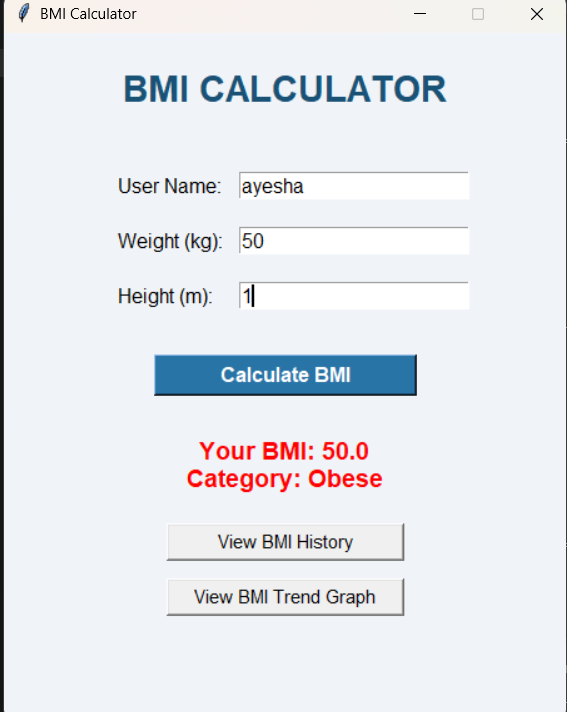 BMI Calculator
BMI CALCULATOR
User Name: ayesha
Weight (kg): 50
Height (m): 1
Calculate BMI
Your BMI: 50.0
Category: Obese
View BMI History
View BMI Trend Graph